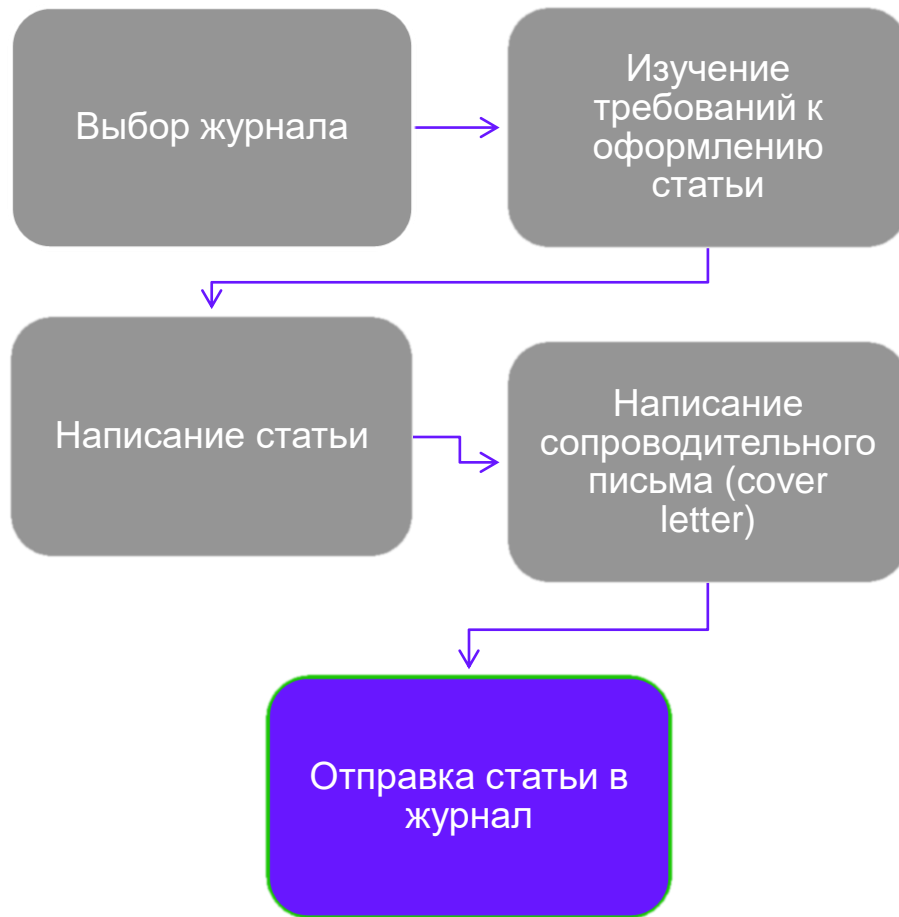 Выбор журнала
Изучение
требований к
оформлению
статьи
Написание статьи
Написание
сопроводительного
письма (cover
letter)
Отправка статьи в
журнал